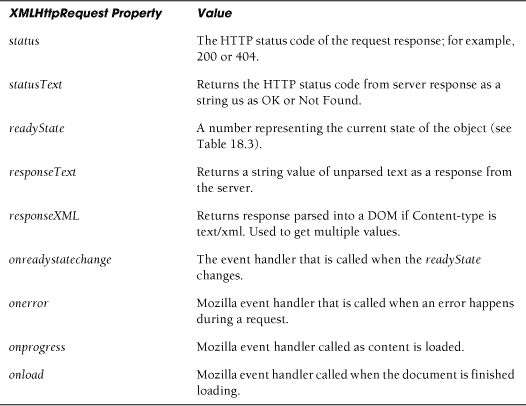 XMLHttpRequest Property Value
status The HTTP status code of the request response; for example,
200 or 404.
statusText Returns the HTTP status code from server response as a
string us as OK or Not Found.
readyState A number representing the current state of the object (see
Table 18.3).
responseText Returns a string value of unparsed text as a response from
the server.
responseXML Returns response parsed into a DOM if Content-type is
text/xml. Used to get multiple values.
onreadystatechange The event handler that is called when the readyState
changes.
onerror Mozilla event handler that is called when an error happens
during a request.
onprogress Mozilla event handler called as content is loaded.
onload Mozilla event handler called when the document is finished
loading.